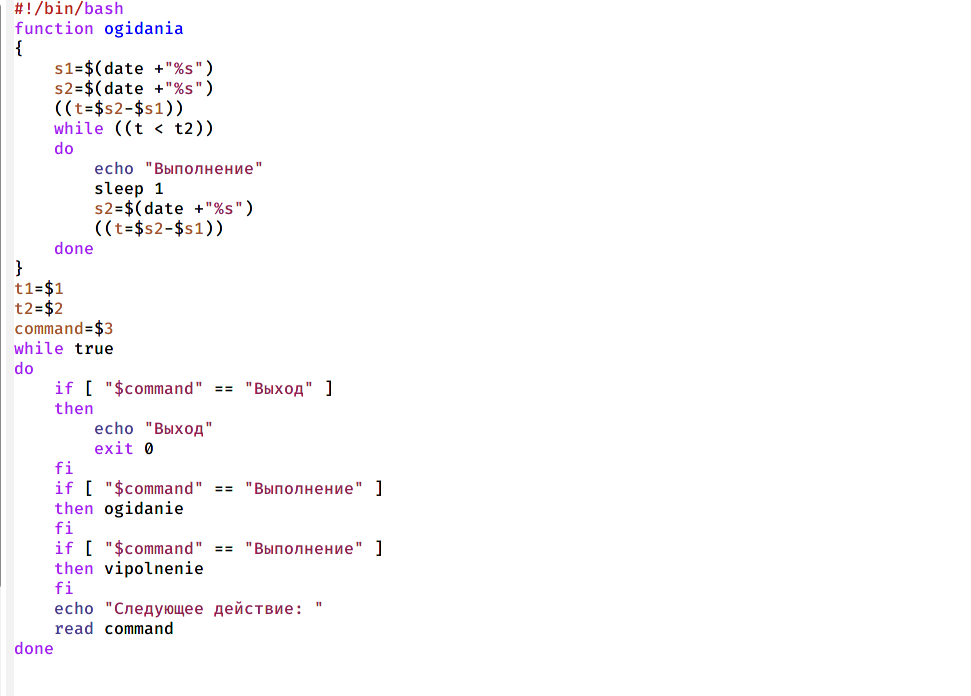 #!/bin/bash
function ogidania
{
    s1=$(date +"%s")
    s2=$(date +"%s")
    ((t=$s2-$s1))
    while ((t < t2))
    do
        echo "Выполнение"
        sleep 1
        s2=$(date +"%s")
        ((t=$s2-$s1))
    done
}
t1=$1
t2=$2
command=$3
while true
do
    if [ "$command" == "Выход" ]
    then
        echo "Выход"
        exit 0
    fi
    if [ "$command" == "Выполнение" ]
    then ogidanie
    fi
    if [ "$command" == "Выполнение" ]
    then vipolnenie
    fi
    echo "Следующее действие: "
    read command
done